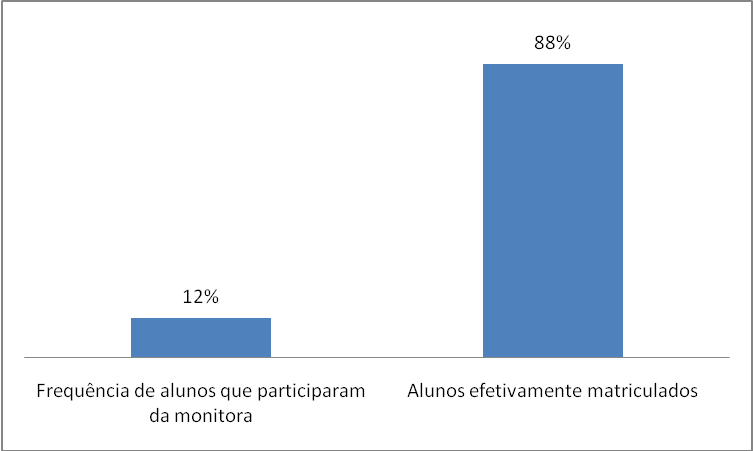 88%
12%
Frequência de alunos que participaram
da monitora
Alunos efetivamente matriculados